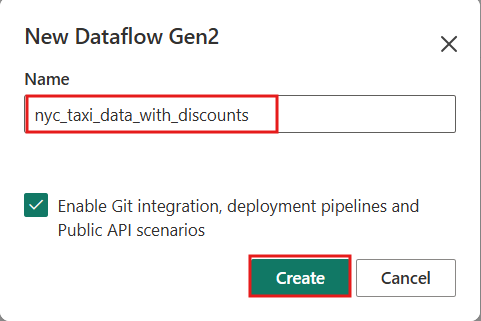 New Dataflow Gen2
Name
nyc_taxi_data_with_discounts
Enable Git integration, deployment pipelines and
Public API scenarios
Create
Cancel